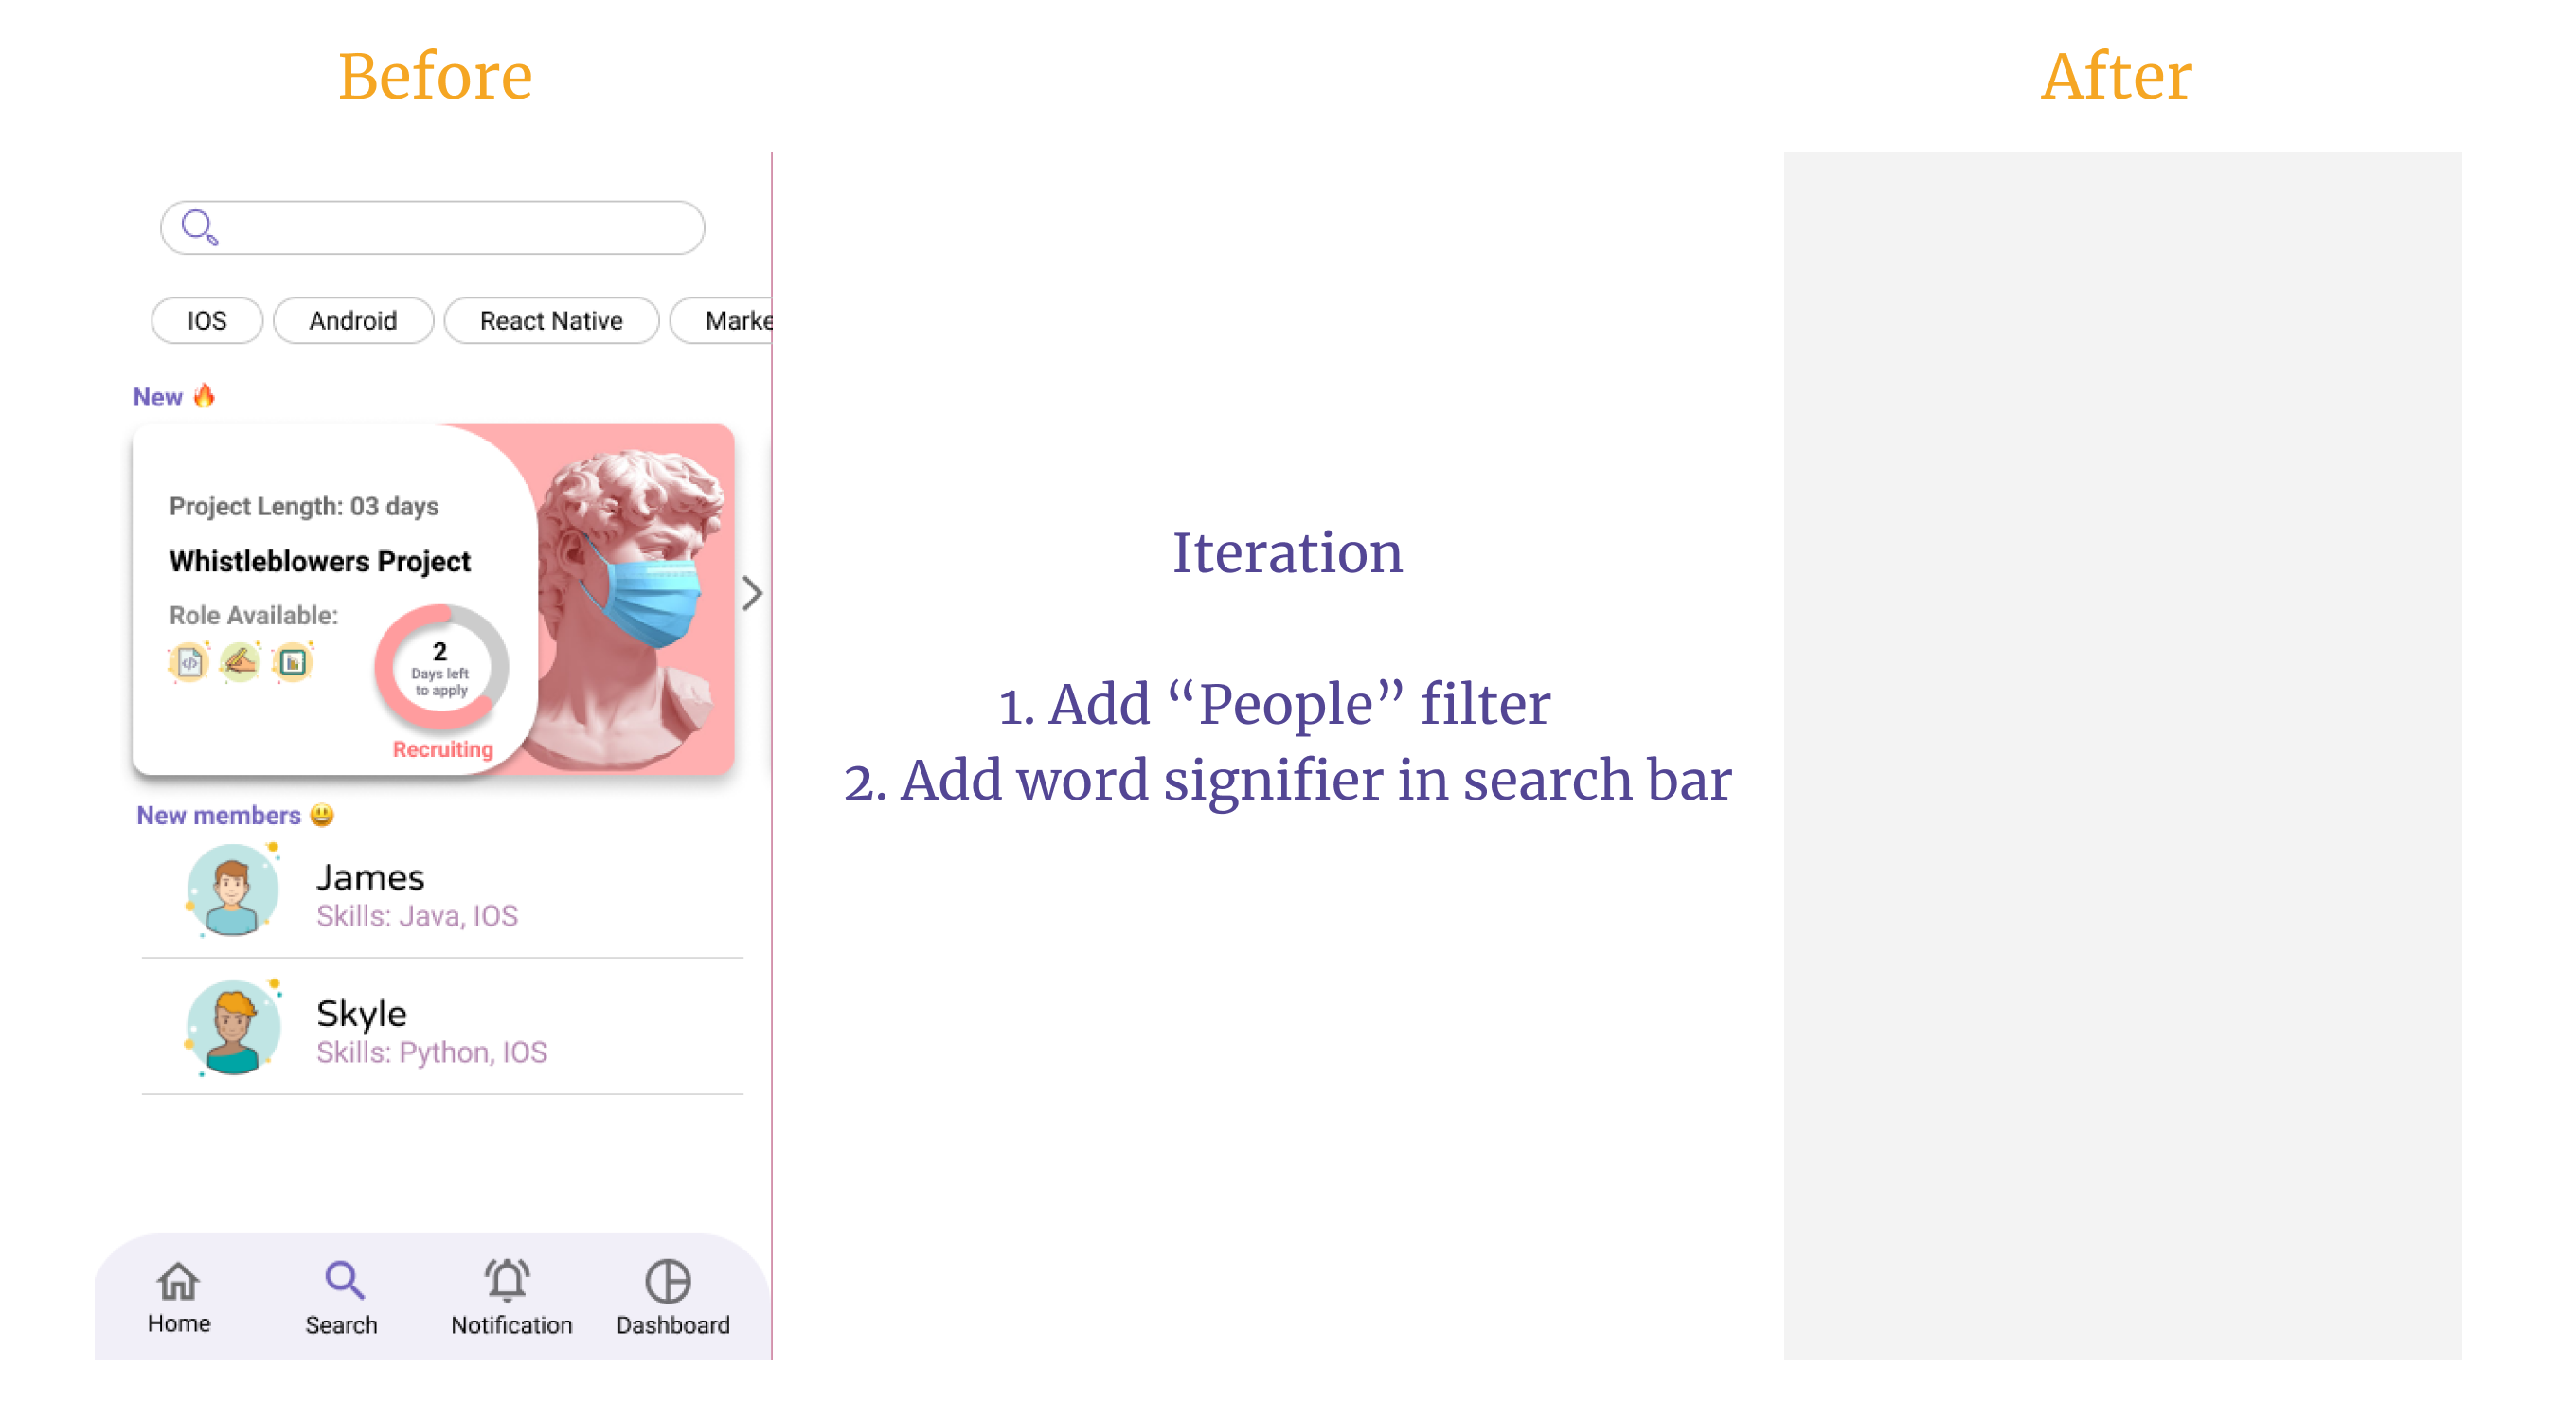 Before
After
IOS
Android
React Native
Marke
New 🔥
Project Length: 03 days
Whistleblowers Project
Role Available:
2
Days left
to apply
Recruiting
New members 😃
James
Skills: Java, IOS
Skyle
Skills: Python, IOS
Home
Search
Notification
Dashboard
Iteration
1. Add “People” filter
2. Add word signifier in search bar